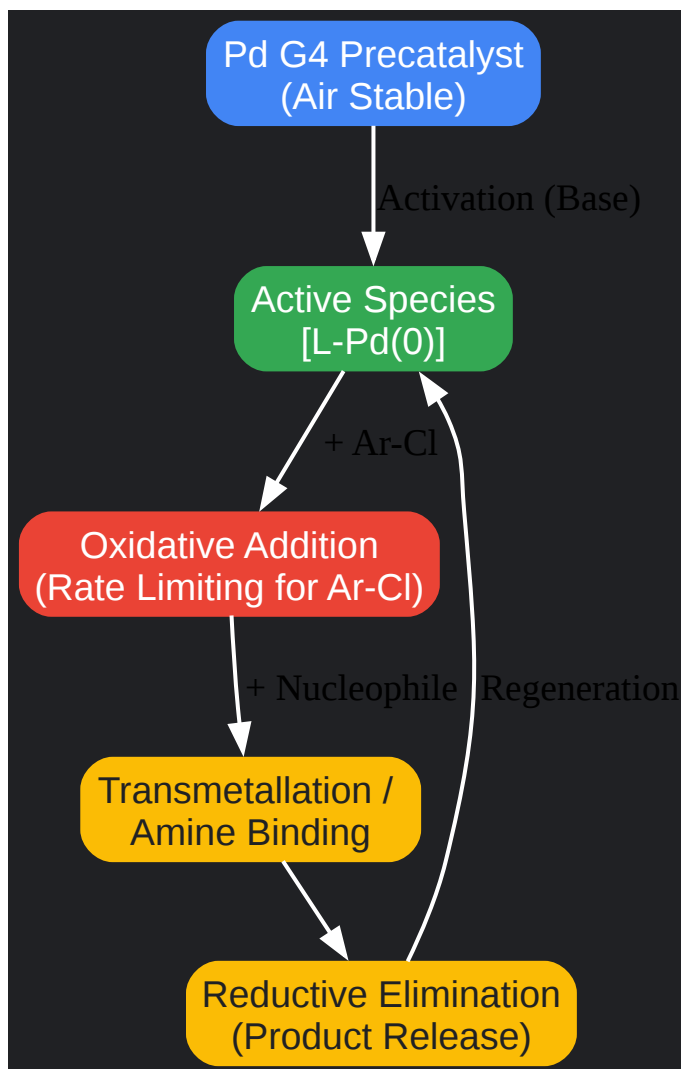 Pd G4 Precatalyst
(Air Stable)
Activation (Base)
Active Species
[L-Pd(0)]
+ Ar-Cl
Oxidative Addition
(Rate Limiting for Ar-Cl)
+ Nucleophile
Regeneration
Transmetallation /
Amine Binding
Reductive Elimination
(Product Release)